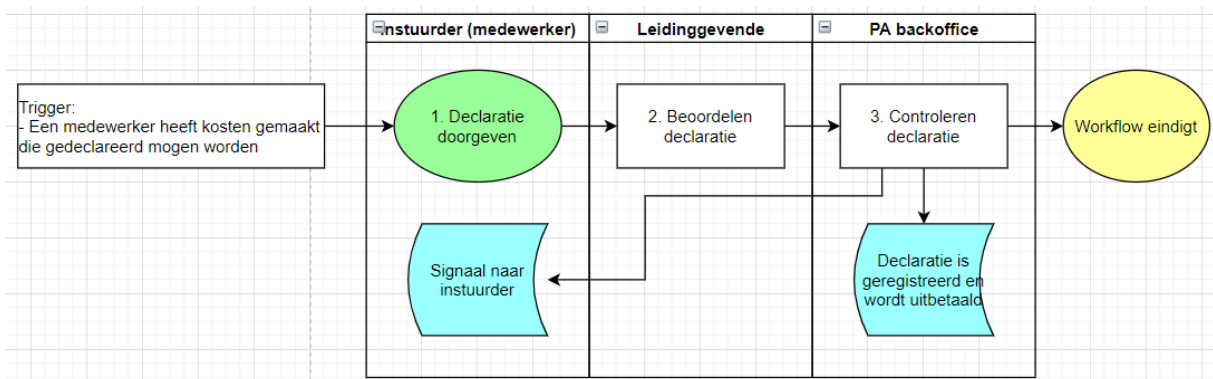 Instuurder (medewerker)
Leidinggevende
PA backoffice
Trigger:
- Een medewerker heeft kosten gemaakt
die gedeclareerd mogen worden
1. Declaratie
doorgeven
2. Beoordelen
declaratie
3. Controleren
declaratie
Workflow eindigt
Signaal naar
instuurder
Declaratie is
geregistreerd en
wordt uitbetaald